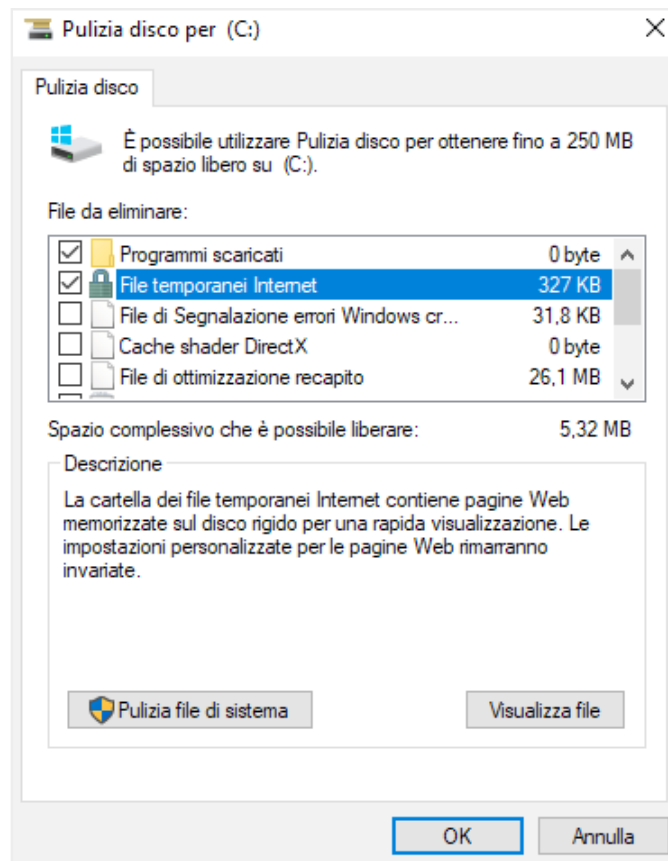 Pulizia disco per  (C:)
Pulizia disco
È possibile utilizzare Pulizia disco per ottenere fino a 250 MB
di spazio libero su  (C:).
File da eliminare:
Programmi scaricati 0 byte
File temporanei Internet 327 KB
File di Segnalazione errori Windows cr... 31,8 KB
Cache shader DirectX 0 byte
File di ottimizzazione recapito 26,1 MB
Spazio complessivo che è possibile liberare: 5,32 MB
Descrizione
La cartella dei file temporanei Internet contiene pagine Web
memorizzate sul disco rigido per una rapida visualizzazione. Le
impostazioni personalizzate per le pagine Web rimarranno
invariate.
Pulizia file di sistema Visualizza file
OK Annulla